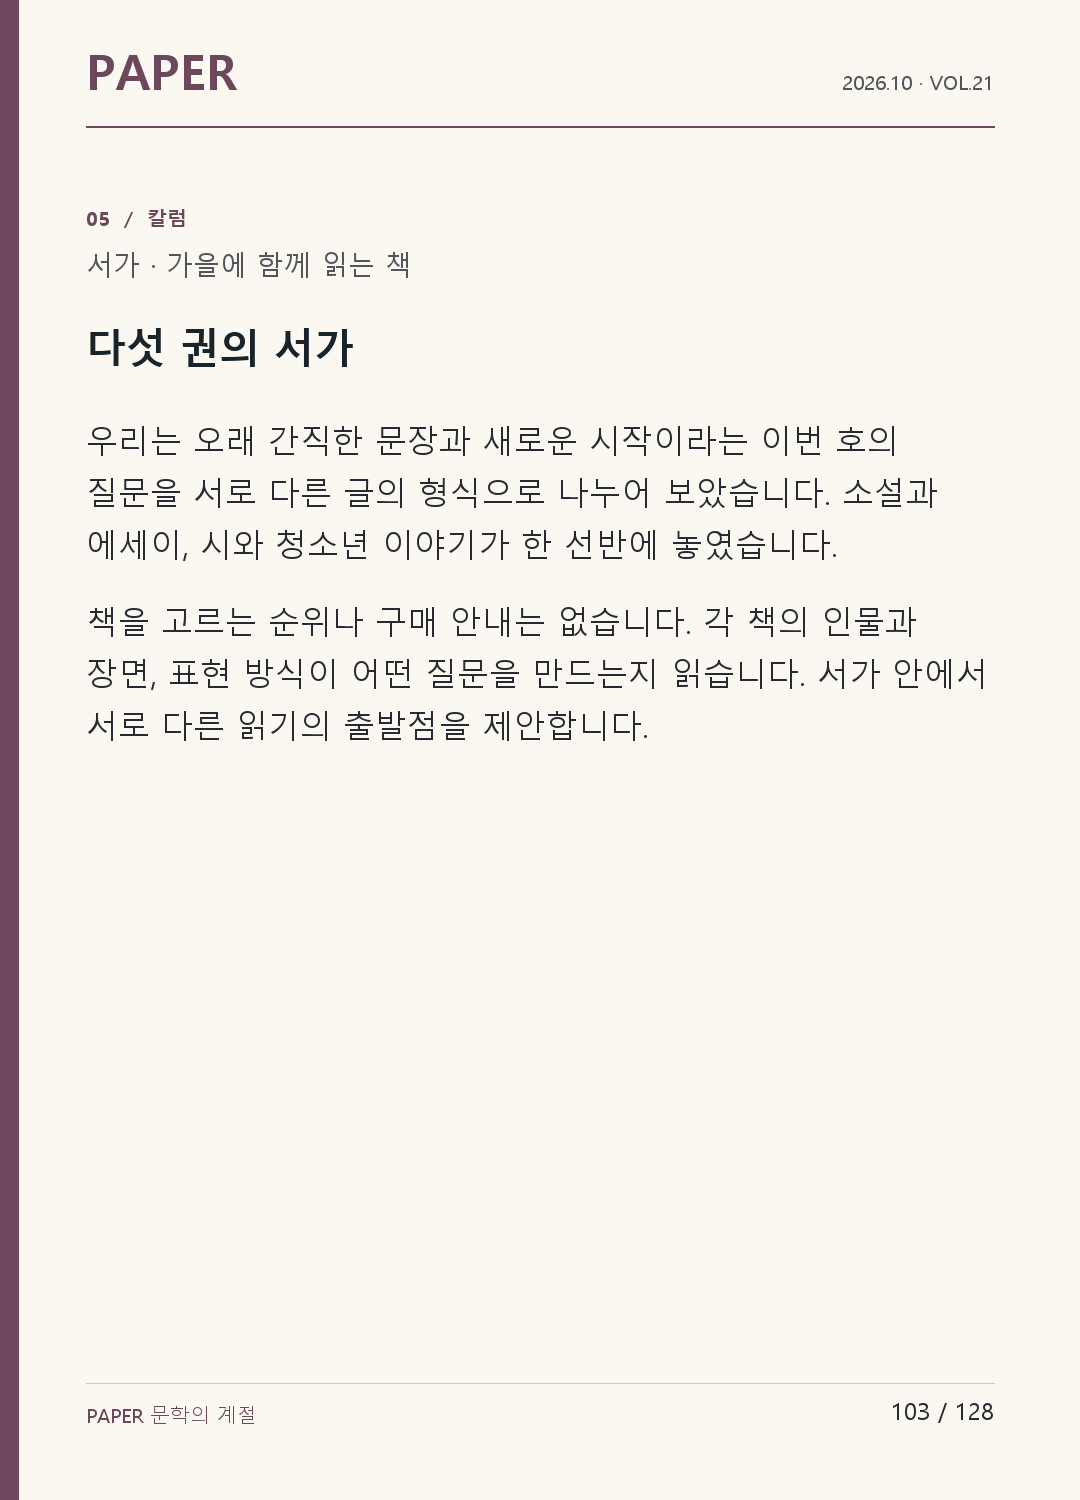 PAPER
2026.10 · VOL.21
05 / 칼럼
서가 · 가을에 함께 읽는 책
다섯 권의 서가
우리는 오래 간직한 문장과 새로운 시작이라는 이번 호의
질문을 서로 다른 글의 형식으로 나누어 보았습니다. 소설과
에세이, 시와 청소년 이야기가 한 선반에 놓였습니다.
책을 고르는 순위나 구매 안내는 없습니다. 각 책의 인물과
장면, 표현 방식이 어떤 질문을 만드는지 읽습니다. 서가 안에서
서로 다른 읽기의 출발점을 제안합니다.
PAPER 문학의 계절
103 / 128